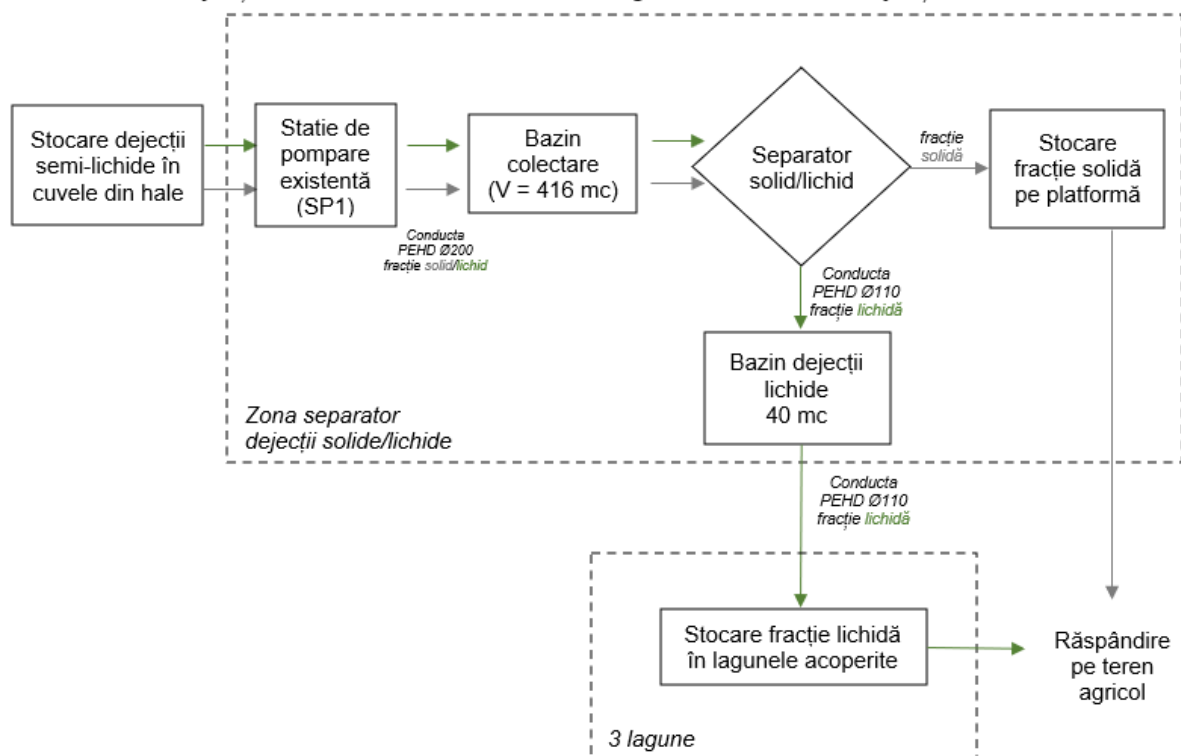 Stocare dejecții
semi-lichide în
cuvele din hale
Statie de
pompare
existentă
(SP1)
Conducta
PEHD Ø200
fracție solid/lichid
Bazin
colectare
(V = 416 mc)
Separator
solid/lichid
fracție
solidă
Stocare
fracție solidă
pe platformă
Conducta
PEHD Ø110
fracție lichidă
Bazin dejecții
lichide
40 mc
Zona separator
dejecții solide/lichide
Conducta
PEHD Ø110
fracție lichidă
Stocare fracție lichidă
în lagunele acoperite
Răspândire
pe teren
agricol
3 lagune